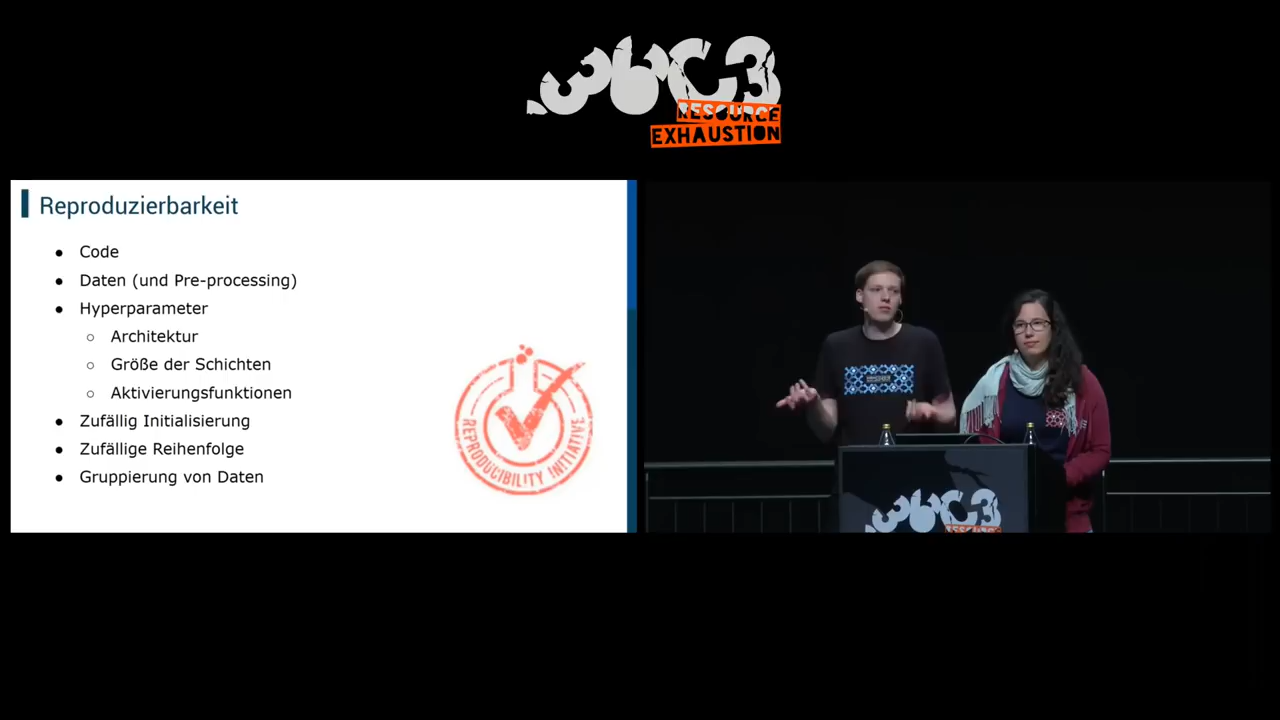 36C3
RESOURCE
EXHAUSTION
Reproduzierbarkeit
● Code
● Daten (und Pre-processing)
● Hyperparameter
○ Architektur
○ Größe der Schichten
○ Aktivierungsfunktionen
● Zufällig Initialisierung
● Zufällige Reihenfolge
● Gruppierung von Daten
REPRODUCIBILITY INITIATIVE
36C3